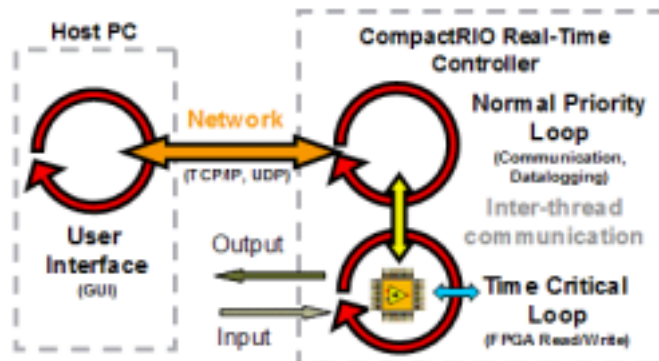 Host PC
CompactRIO Real-Time
Controller
Network
(TCP/IP, UDP)
Normal Priority
Loop
(Communication,
Datalogging)
Inter-thread
communication
User
Interface
(GUI)
Output
Input
Time Critical
Loop
(FPGA Read/Write)